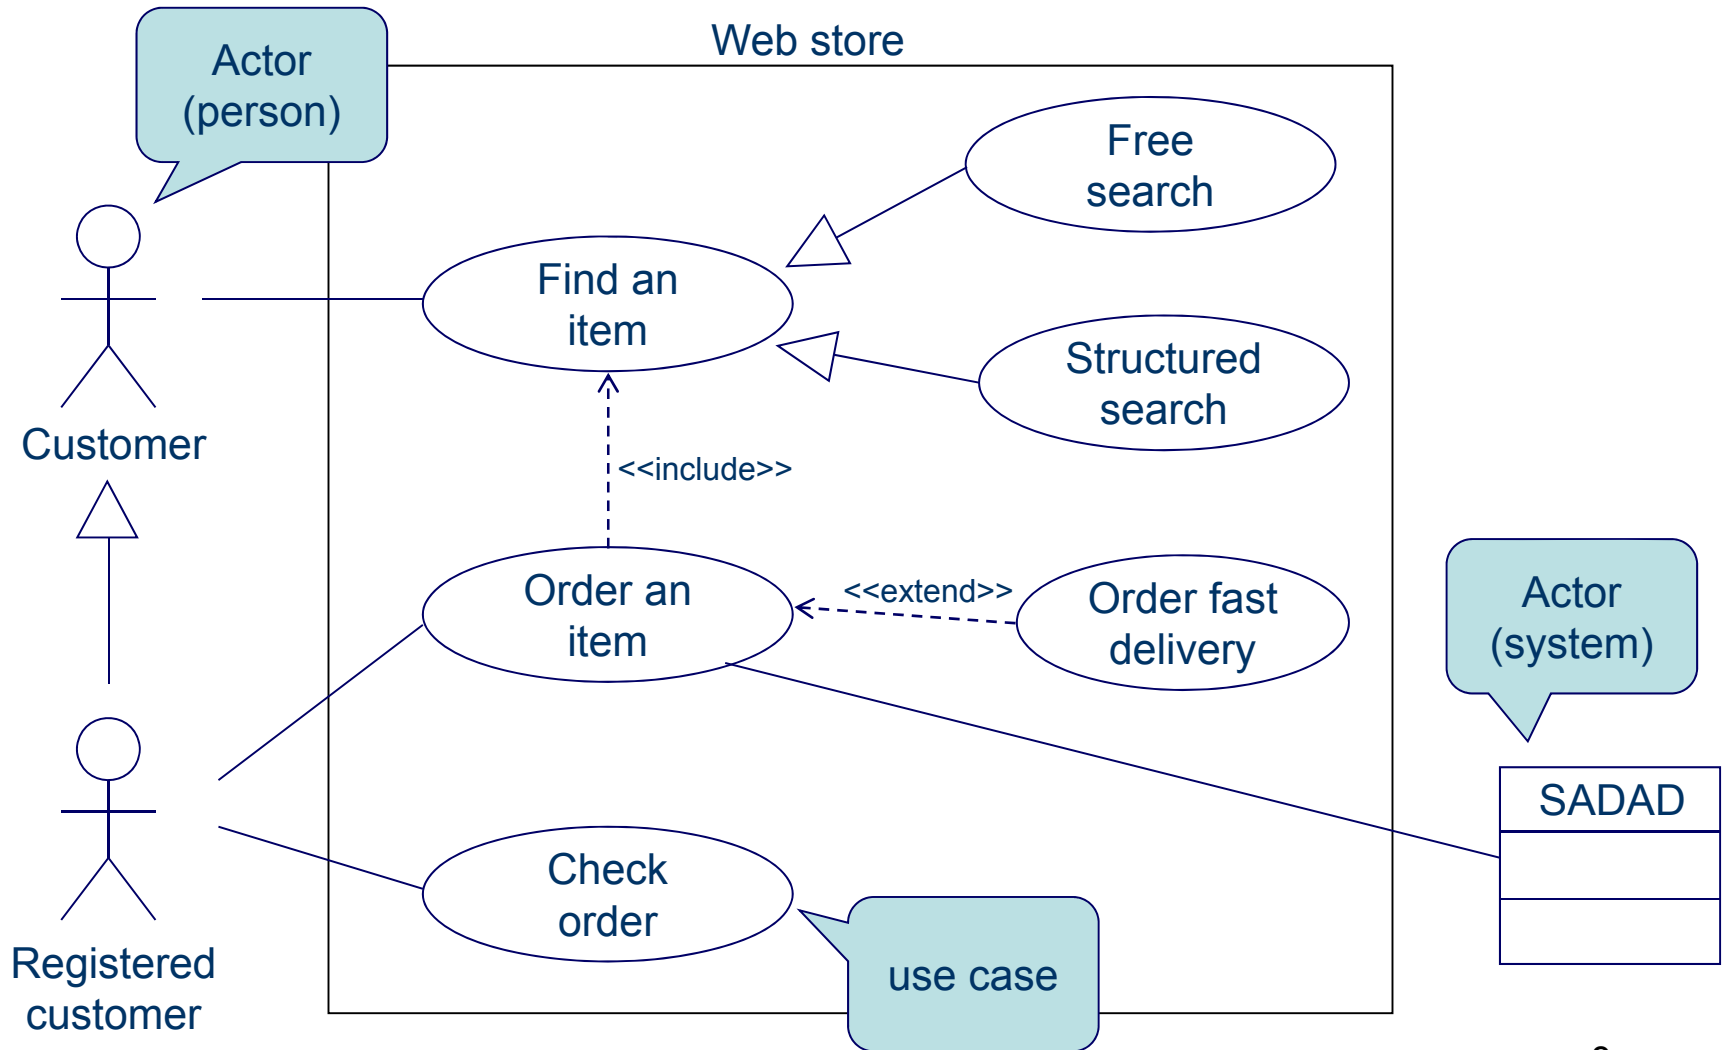 Web store
Actor
(person)
Free
search
Find an
item
Structured
search
Customer
<<include>>
Order an
item
<<extend>>
Order fast
delivery
Actor
(system)
SADAD
Check
order
use case
Registered
customer